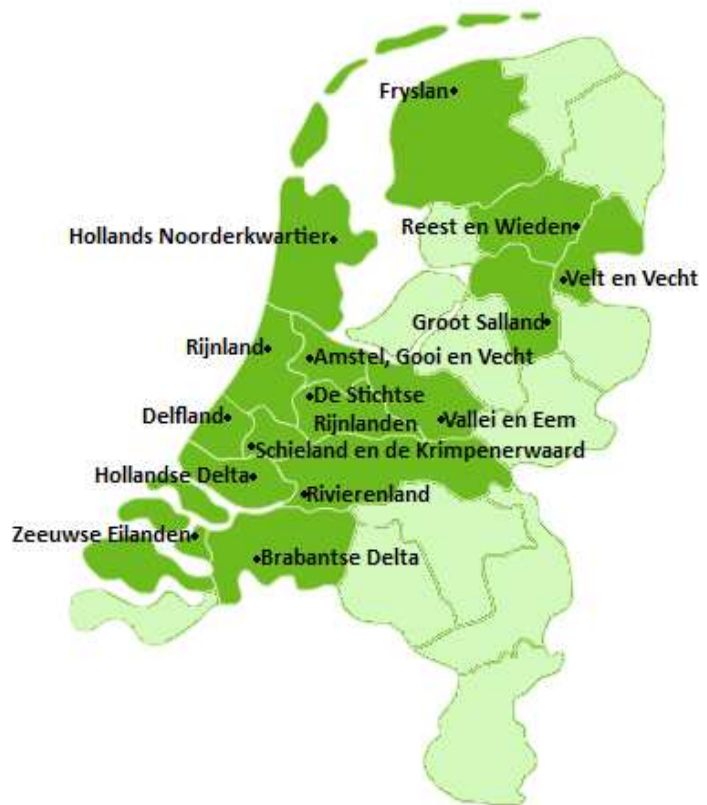 Fryslan
Reest en Wieden
Hollands Noorderkwartier
Velt en Vecht
Groot Salland
Rijnland
Amstel, Gooi en Vecht
De Stichtse
Rijnlanden
Delfland
Vallei en Eem
Schieland en de Krimpenerwaard
Hollandse Delta
Rivierenland
Zeeuwse Eilanden
Brabantse Delta